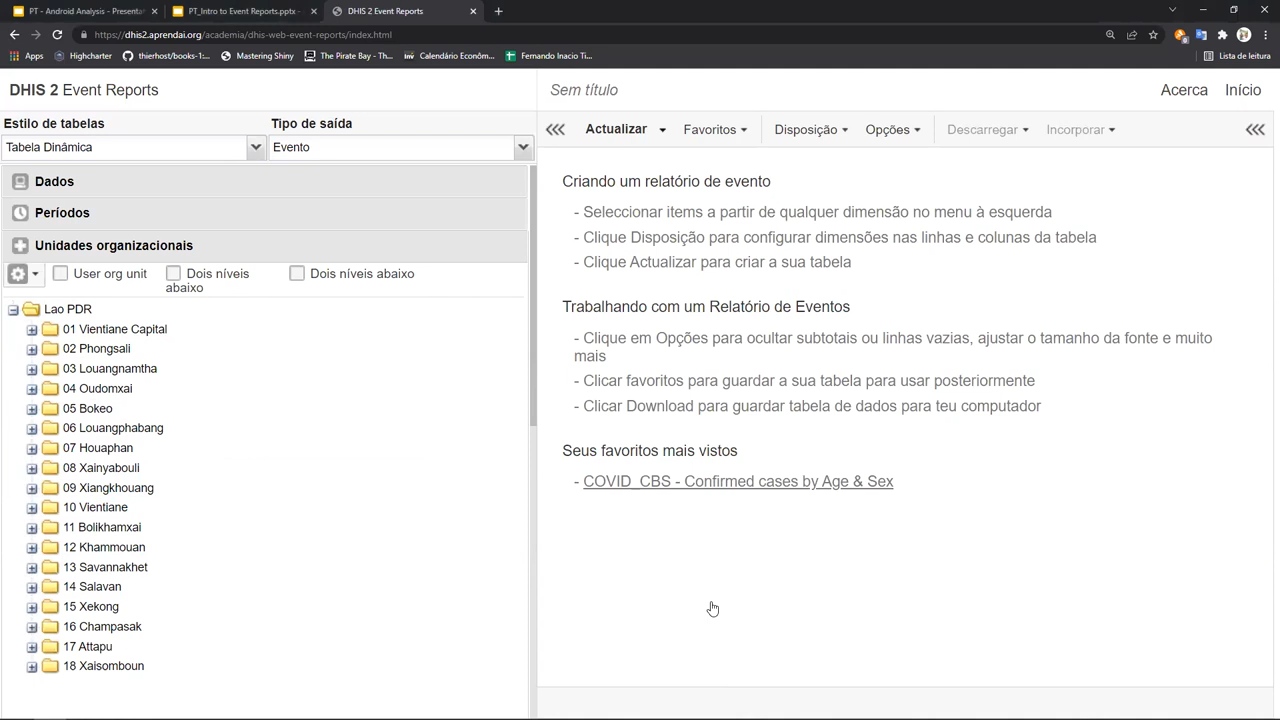 PT - Android Analysis - Presenta
PT_Intro to Event Reports.pptx -
DHIS 2 Event Reports
https://dhis2.aprendai.org/academia/dhis-web-event-reports/index.html
Apps
Highcharter
thierhost/books-1:...
Mastering Shiny
The Pirate Bay - Th...
Calendário Econôm...
Fernando Inacio Ti...
Lista de leitura
DHIS 2 Event Reports
Sem título
Acerca
Início
Estilo de tabelas
Tipo de saída
Tabela Dinâmica
Evento
Actualizar
Favoritos
Disposição
Opções
Descarregar
Incorporar
Dados
Períodos
Unidades organizacionais
User org unit
Dois níveis
abaixo
Dois níveis abaixo
Lao PDR
01 Vientiane Capital
02 Phongsali
03 Louangnamtha
04 Oudomxai
05 Bokeo
06 Louangphabang
07 Houaphan
08 Xainyabouli
09 Xiangkhouang
10 Vientiane
11 Bolikhamxai
12 Khammouan
13 Savannakhet
14 Salavan
15 Xekong
16 Champasak
17 Attapu
18 Xaisomboun
Criando um relatório de evento
- Seleccionar items a partir de qualquer dimensão no menu à esquerda
- Clique Disposição para configurar dimensões nas linhas e colunas da tabela
- Clique Actualizar para criar a sua tabela
Trabalhando com um Relatório de Eventos
- Clique em Opções para ocultar subtotais ou linhas vazias, ajustar o tamanho da fonte e muito
mais
- Clicar favoritos para guardar a sua tabela para usar posteriormente
- Clicar Download para guardar tabela de dados para teu computador
Seus favoritos mais vistos
- COVID_CBS - Confirmed cases by Age & Sex